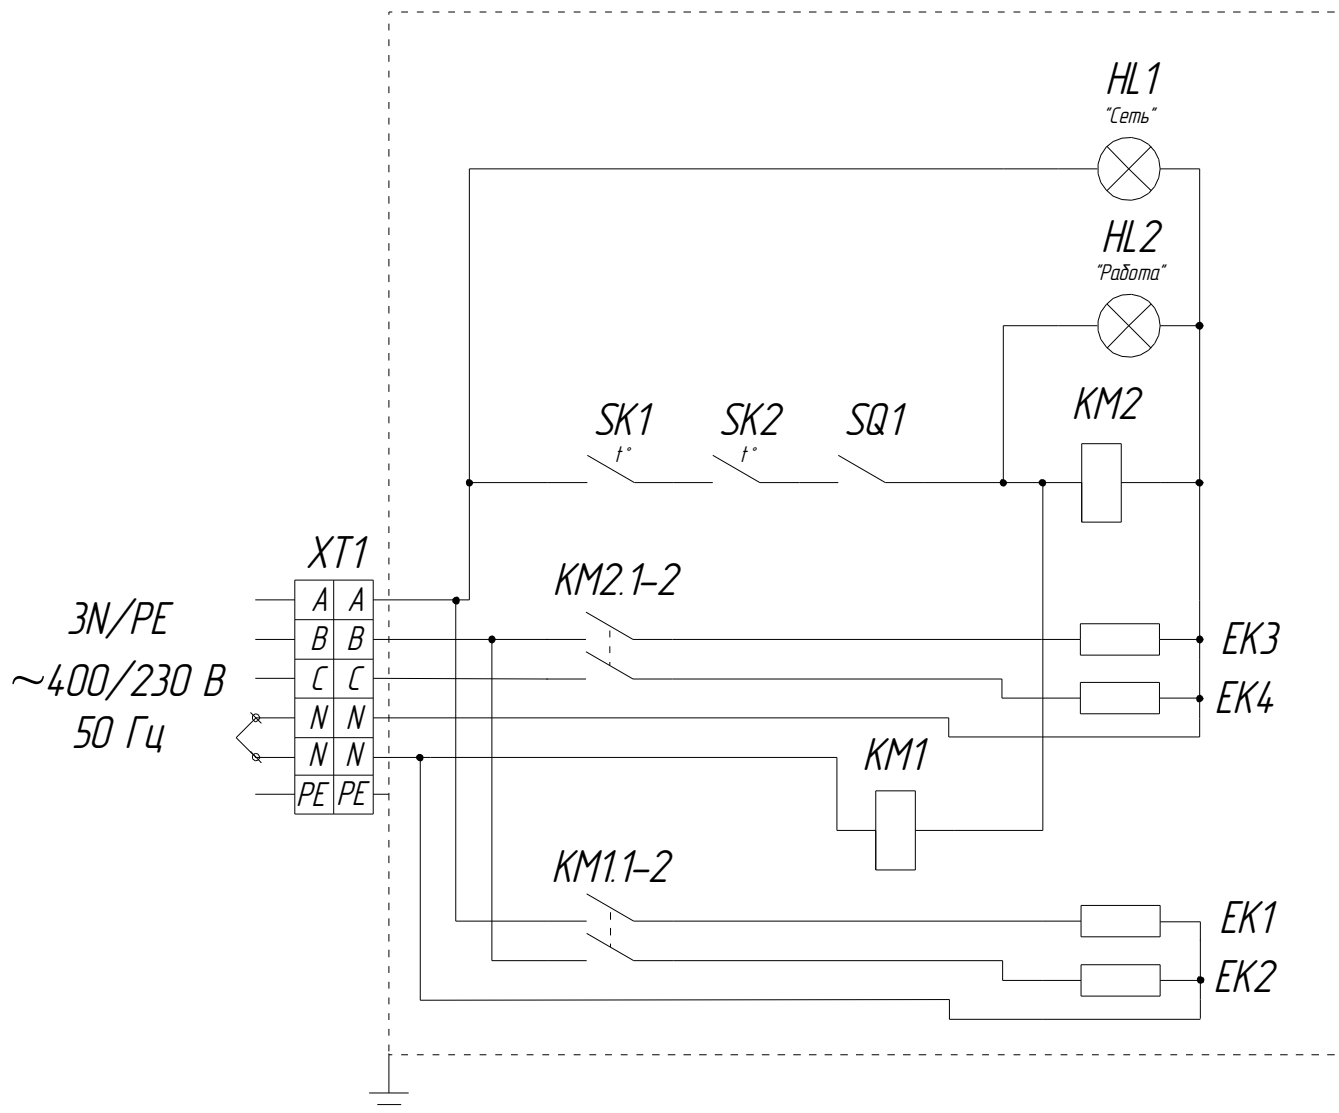 HL1
"Сеть"
HL2
"Работа"
KM2
SK1
t°
SK2
t°
SQ1
XT1
KM2.1-2
3N/PE
~400/230 В
50 Гц
A A
B B
C C
N N
N N
PE PE
EK3
EK4
KM1
KM1.1-2
EK1
EK2